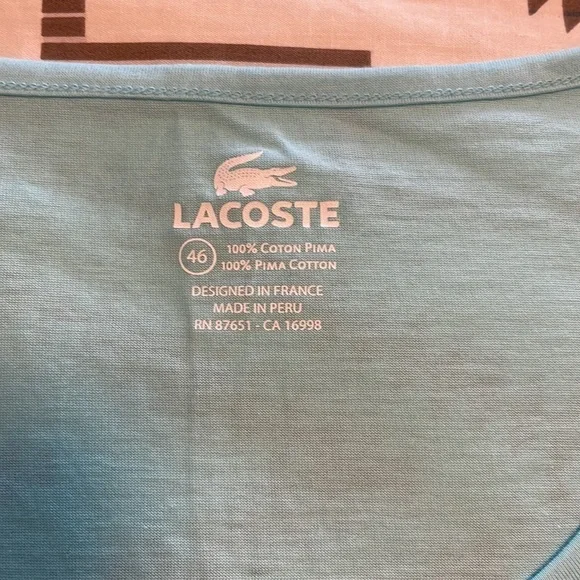 LACOSTE
46
100% COTON PIMA
100% PIMA COTTON
DESIGNED IN FRANCE
MADE IN PERU
RN 87651 - CA 16998